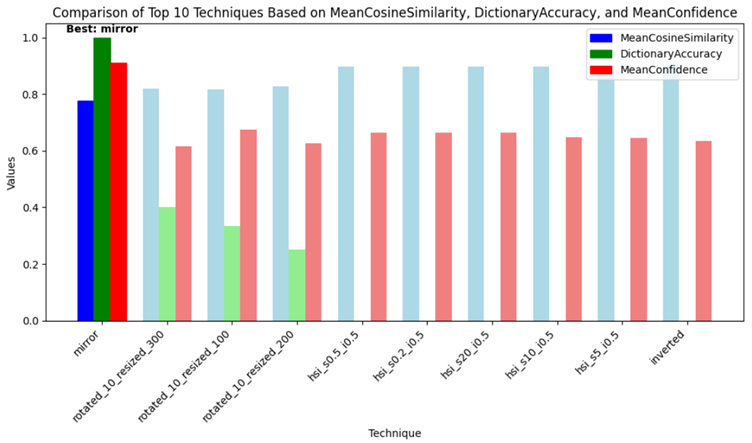 Comparison of Top 10 Techniques Based on MeanCosineSimilarity, DictionaryAccuracy, and MeanConfidence
Best: mirror
MeanCosineSimilarity
DictionaryAccuracy
MeanConfidence
Values
1.0
0.8
0.6
0.4
0.2
0.0
mirror
rotated_10_resized_300
rotated_10_resized_100
rotated_10_resized_200
hsi_s0.5_i0.5
hsi_s0.2_i0.5
hsi_s20_i0.5
hsi_s10_i0.5
hsi_s5_i0.5
inverted
Technique